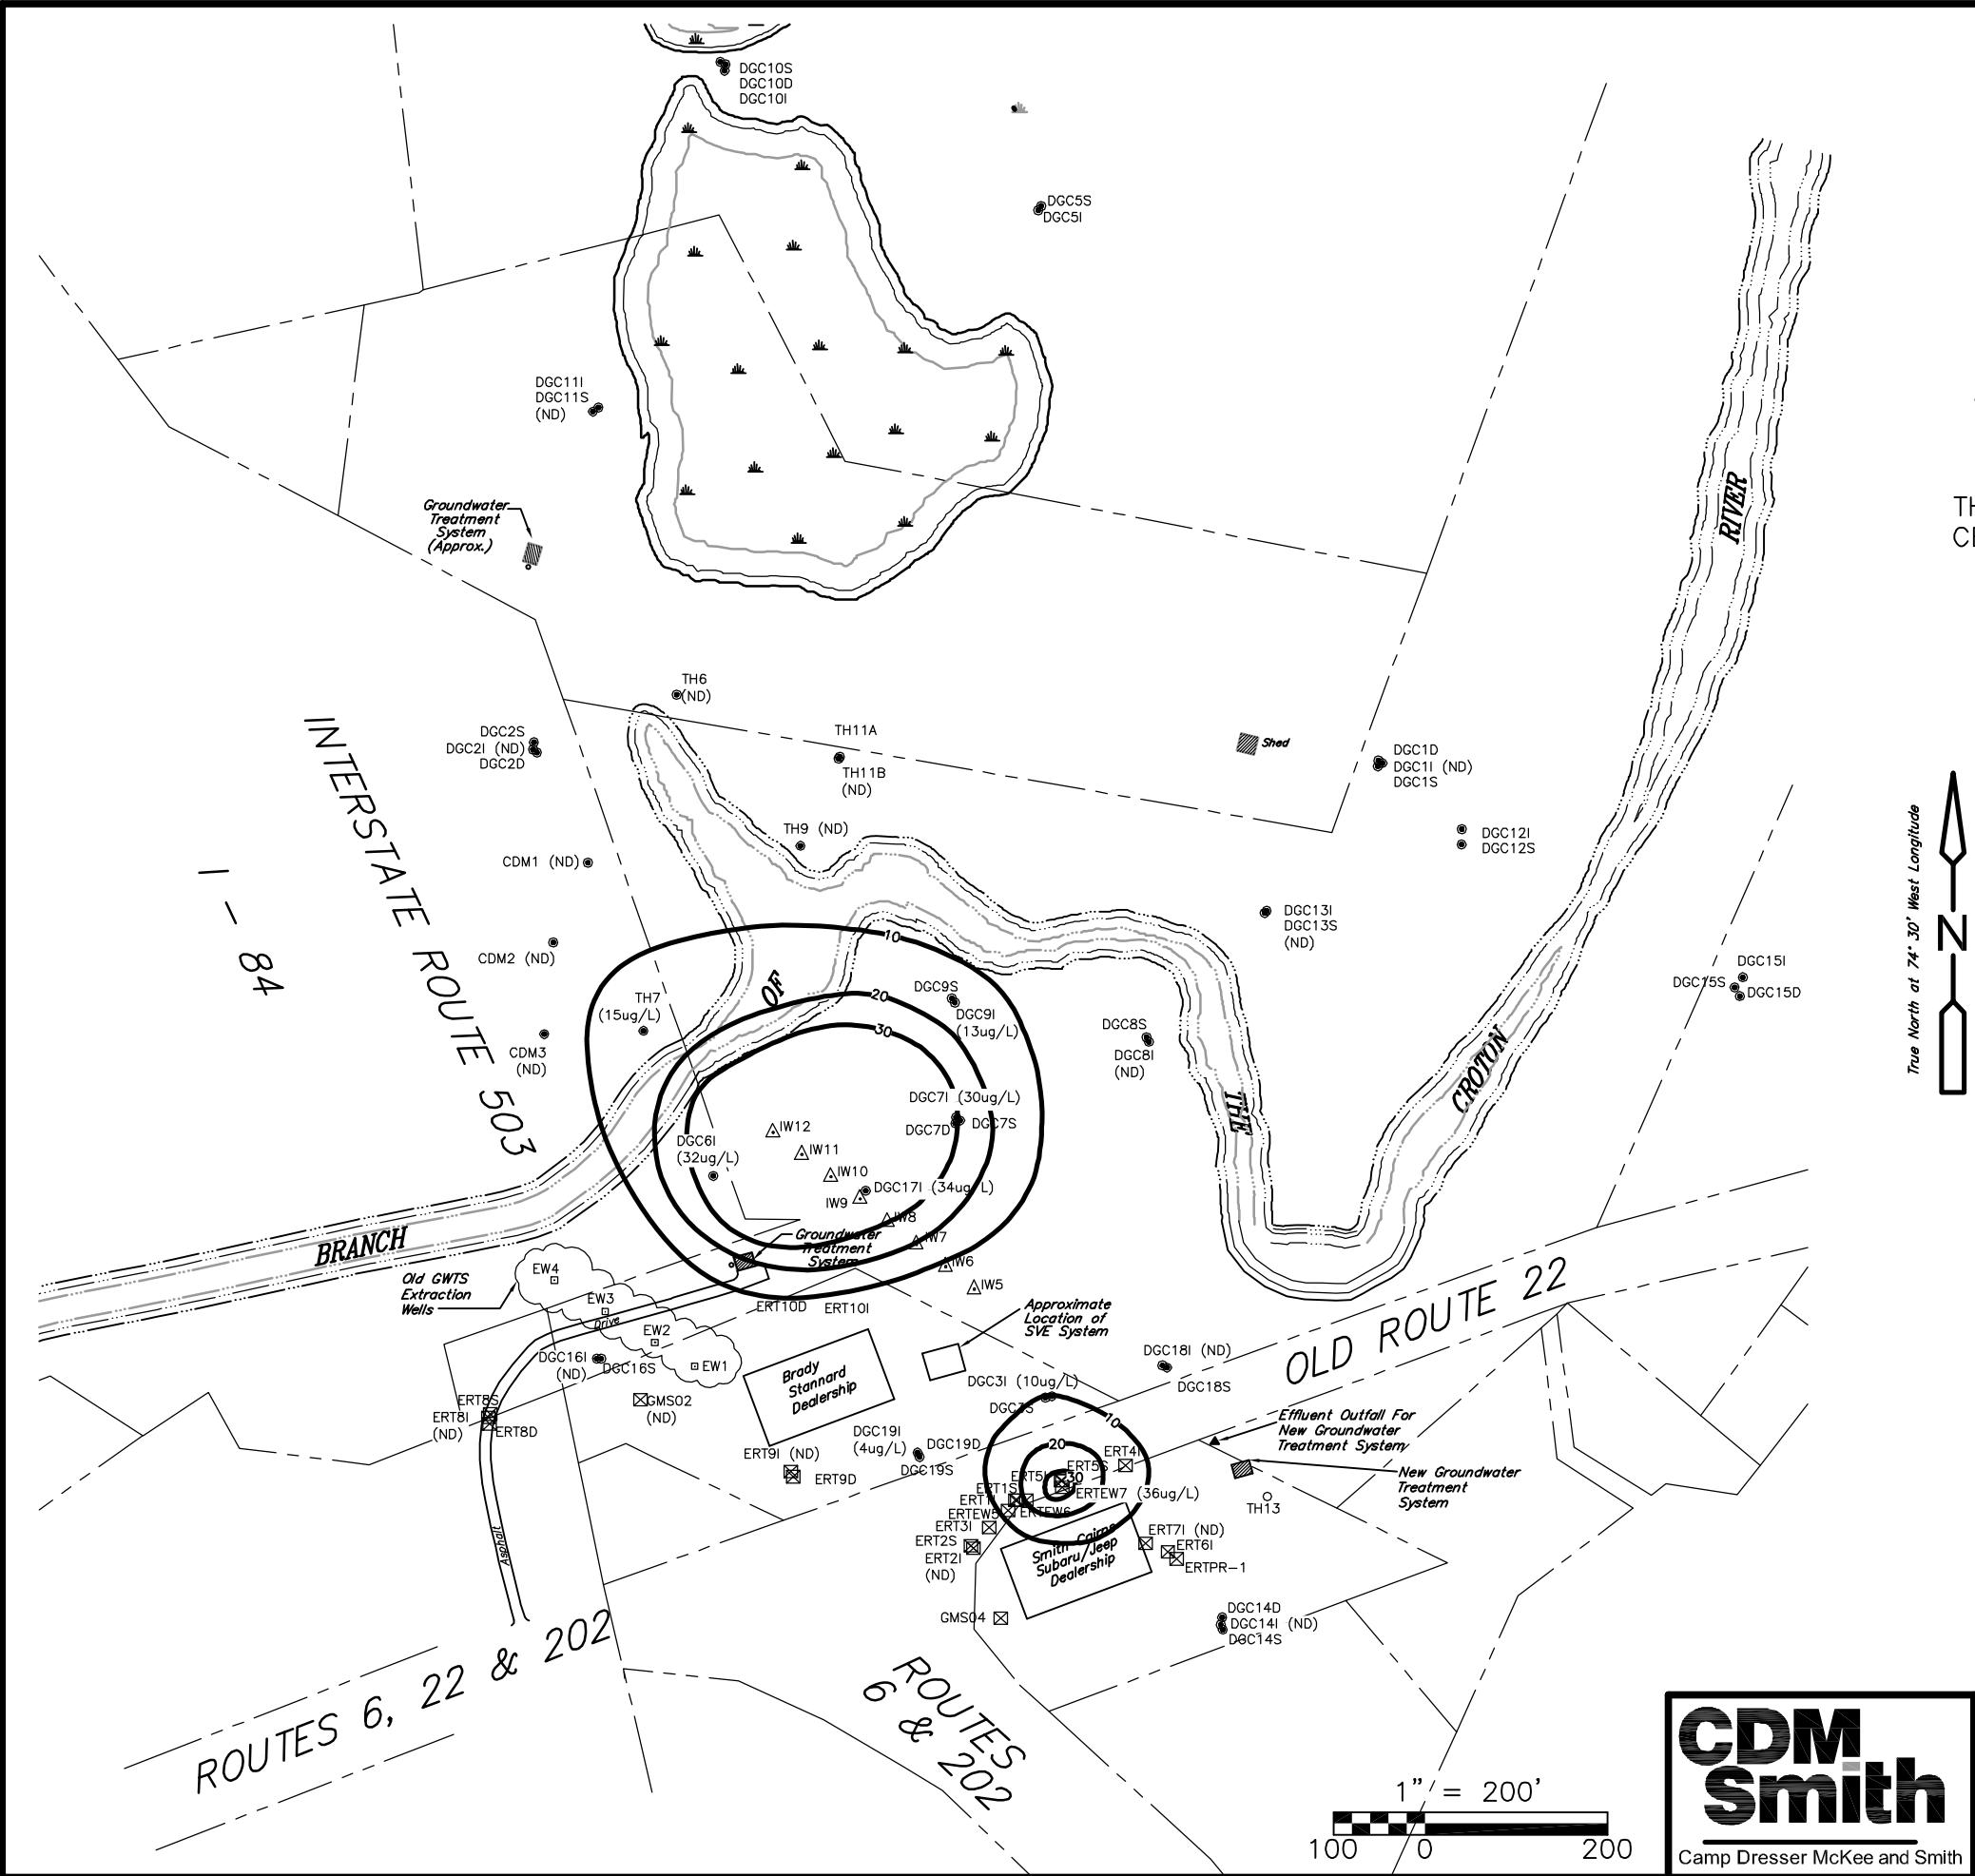 DGC10S
DGC10D
DGC10I
DGC5S
DGC5I
DGC11I
DGC11S
(ND)
Groundwater
Treatment
System
(Approx.)
RIVER
TH6
(ND)
DGC2S
DGC2I (ND)
DGC2D
TH11A
TH11B
(ND)
Shed
DGC1D
DGC1I (ND)
DGC1S
INTERSTATE ROUTE 503
I - 84
TH9 (ND)
CDM1 (ND)
DGC12I
DGC12S
DGC13I
DGC13S
(ND)
CDM2 (ND)
10
OF
TH7
(15ug/L)
20
30
DGC9S
DGC9I
(13ug/L)
CDM3
(ND)
DGC8S
DGC8I
(ND)
DGC15I
DGC15S
DGC15D
True North at 74° 30' West Longitude
N
THE
CROTON
DGC7I (30ug/L)
DGC7D
DGC7S
DGC6I
(32ug/L)
IW12
IW11
IW10
IW9
DGC17I (34ug/L)
IW8
IW7
IW6
IW5
Groundwater
Treatment
System
BRANCH
Old GWTS
Extraction
Wells
EW4
EW3
Drive
EW2
EW1
ERT10D
ERT10I
Approximate
Location of
SVE System
OLD ROUTE 22
DGC16I
(ND)
DGC16S
Brady
Stannard
Dealership
DGC18I (ND)
DGC18S
DGC3I (10ug/L)
DGC3S
GMS02
(ND)
ERT8S
ERT8I
(ND)
ERT8D
10
20
30
Effluent Outfall For
New Groundwater
Treatment System
DGC19I
(4ug/L)
DGC19D
DGC19S
ERT9I (ND)
ERT9D
ERT4I
ERT5S
ERT5I
ERT1S
ERT1I
ERTEW7 (36ug/L)
ERTEW5
ERTEW6
ERT3I
ERT2S
ERT2I
(ND)
New Groundwater
Treatment
System
TH13
Smith Cairns
Subaru/Jeep
Dealership
ERT7I (ND)
ERT6I
ERTPR-1
Asphalt
GMS04
DGC14D
DGC14I (ND)
DGC14S
ROUTES 6, 22 & 202
ROUTES
6 & 202
1" = 200'
100 0 200
CDM
Smith
Camp Dresser McKee and Smith